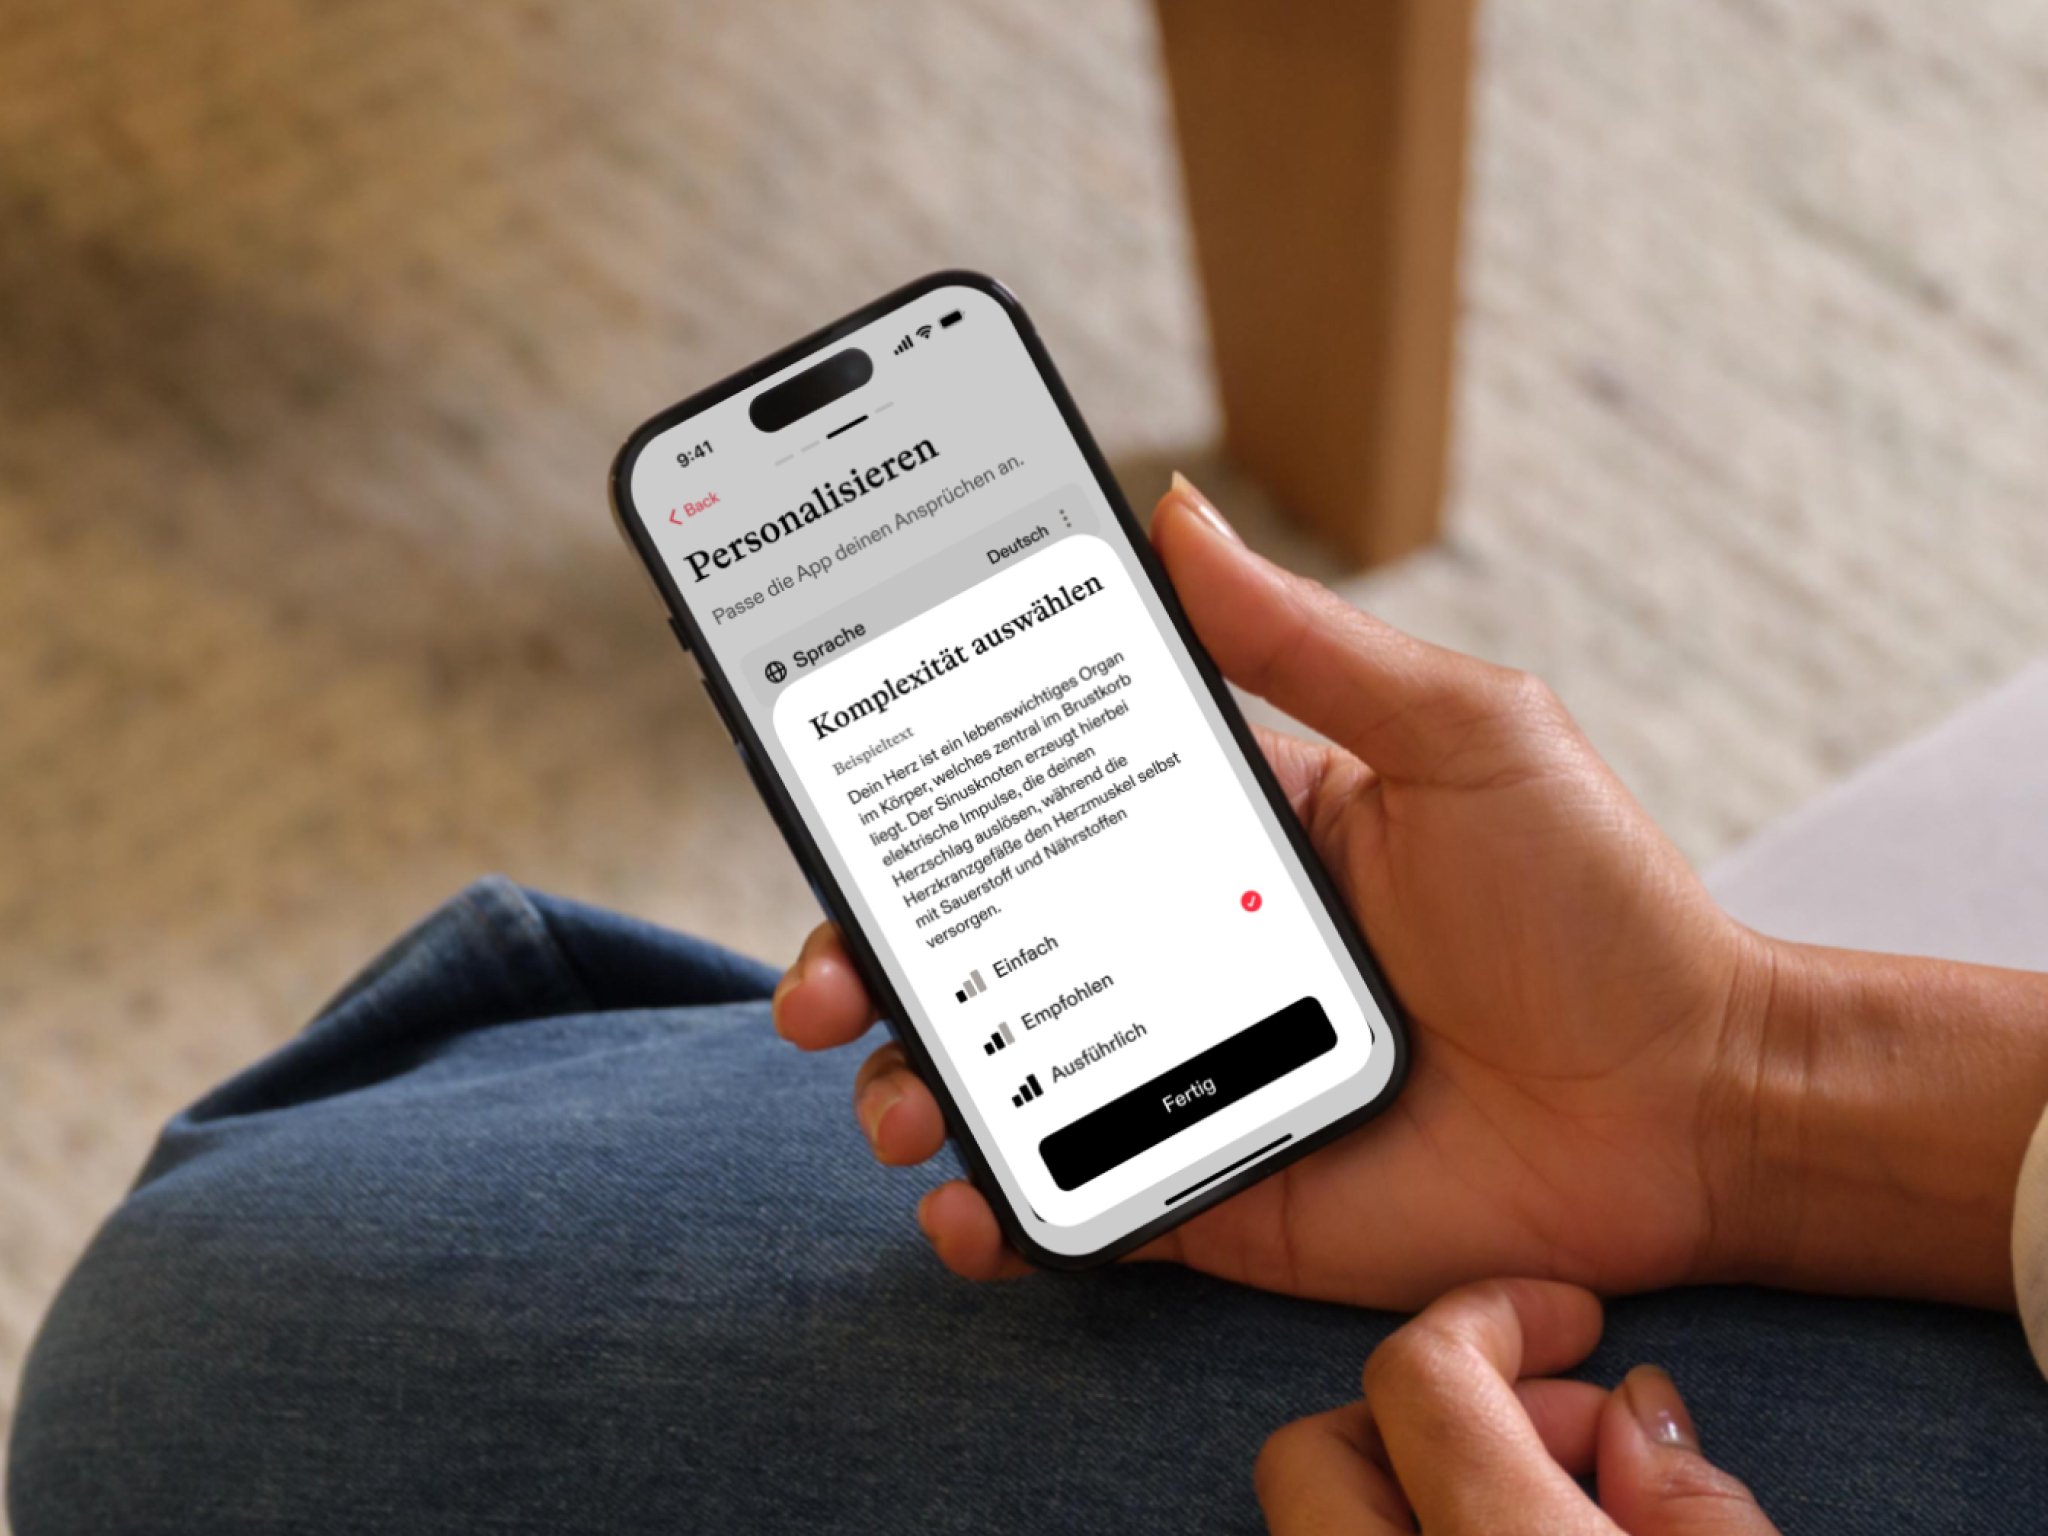 9:41
Back
Personalisieren
Passe die App deinen Ansprüchen an.
Sprache
Deutsch
Komplexität auswählen
Beispieltext
Dein Herz ist ein lebenswichtiges Organ
im Körper, welches zentral im Brustkorb
liegt. Der Sinusknoten erzeugt hierbei
elektrische Impulse, die deinen
Herzschlag auslösen, während die
Herzkranzgefäße den Herzmuskel selbst
mit Sauerstoff und Nährstoffen
versorgen.
Einfach
Empfohlen
Ausführlich
Fertig